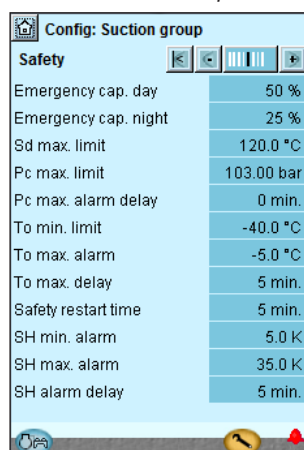 Config: Suction group
Safety
Emergency cap. day 50 %
Emergency cap. night 25 %
Sd max. limit 120.0 °C
Pc max. limit 103.00 bar
Pc max. alarm delay 0 min.
To min. limit -40.0 °C
To max. alarm -5.0 °C
To max. delay 5 min.
Safety restart time 5 min.
SH min. alarm 5.0 K
SH max. alarm 35.0 K
SH alarm delay 5 min.